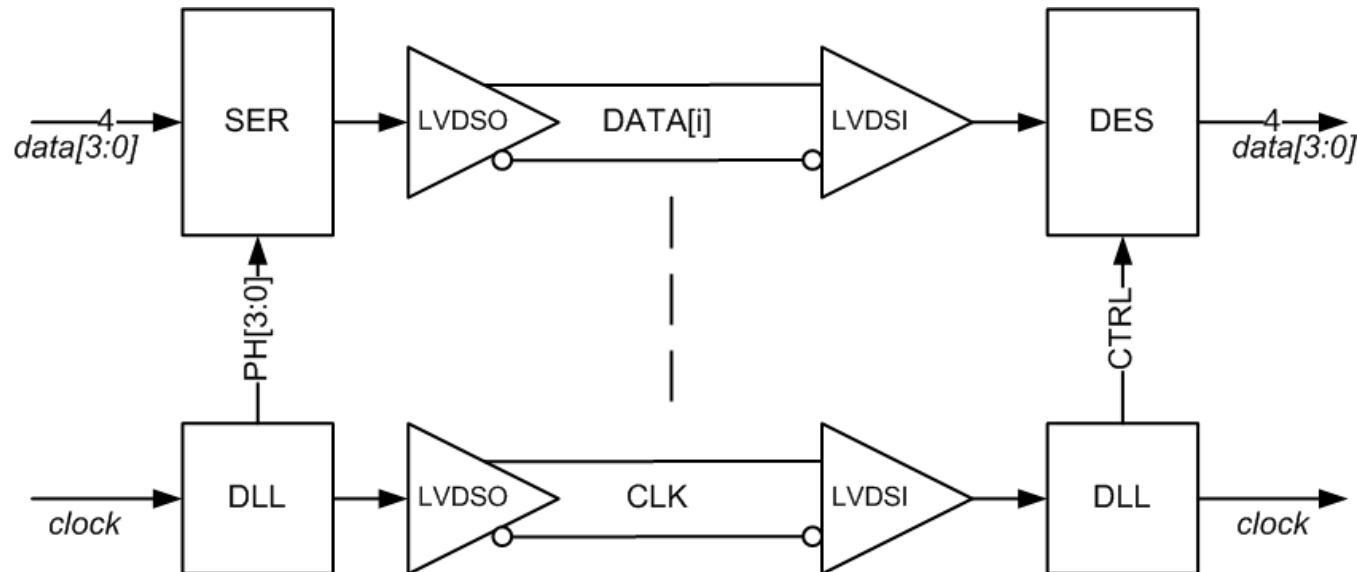 4
data[3:0]
SER
LVDSO
DATA[i]
LVDSI
DES
4
data[3:0]
PH[3:0]
CTRL
clock
DLL
LVDSO
CLK
LVDSI
DLL
clock